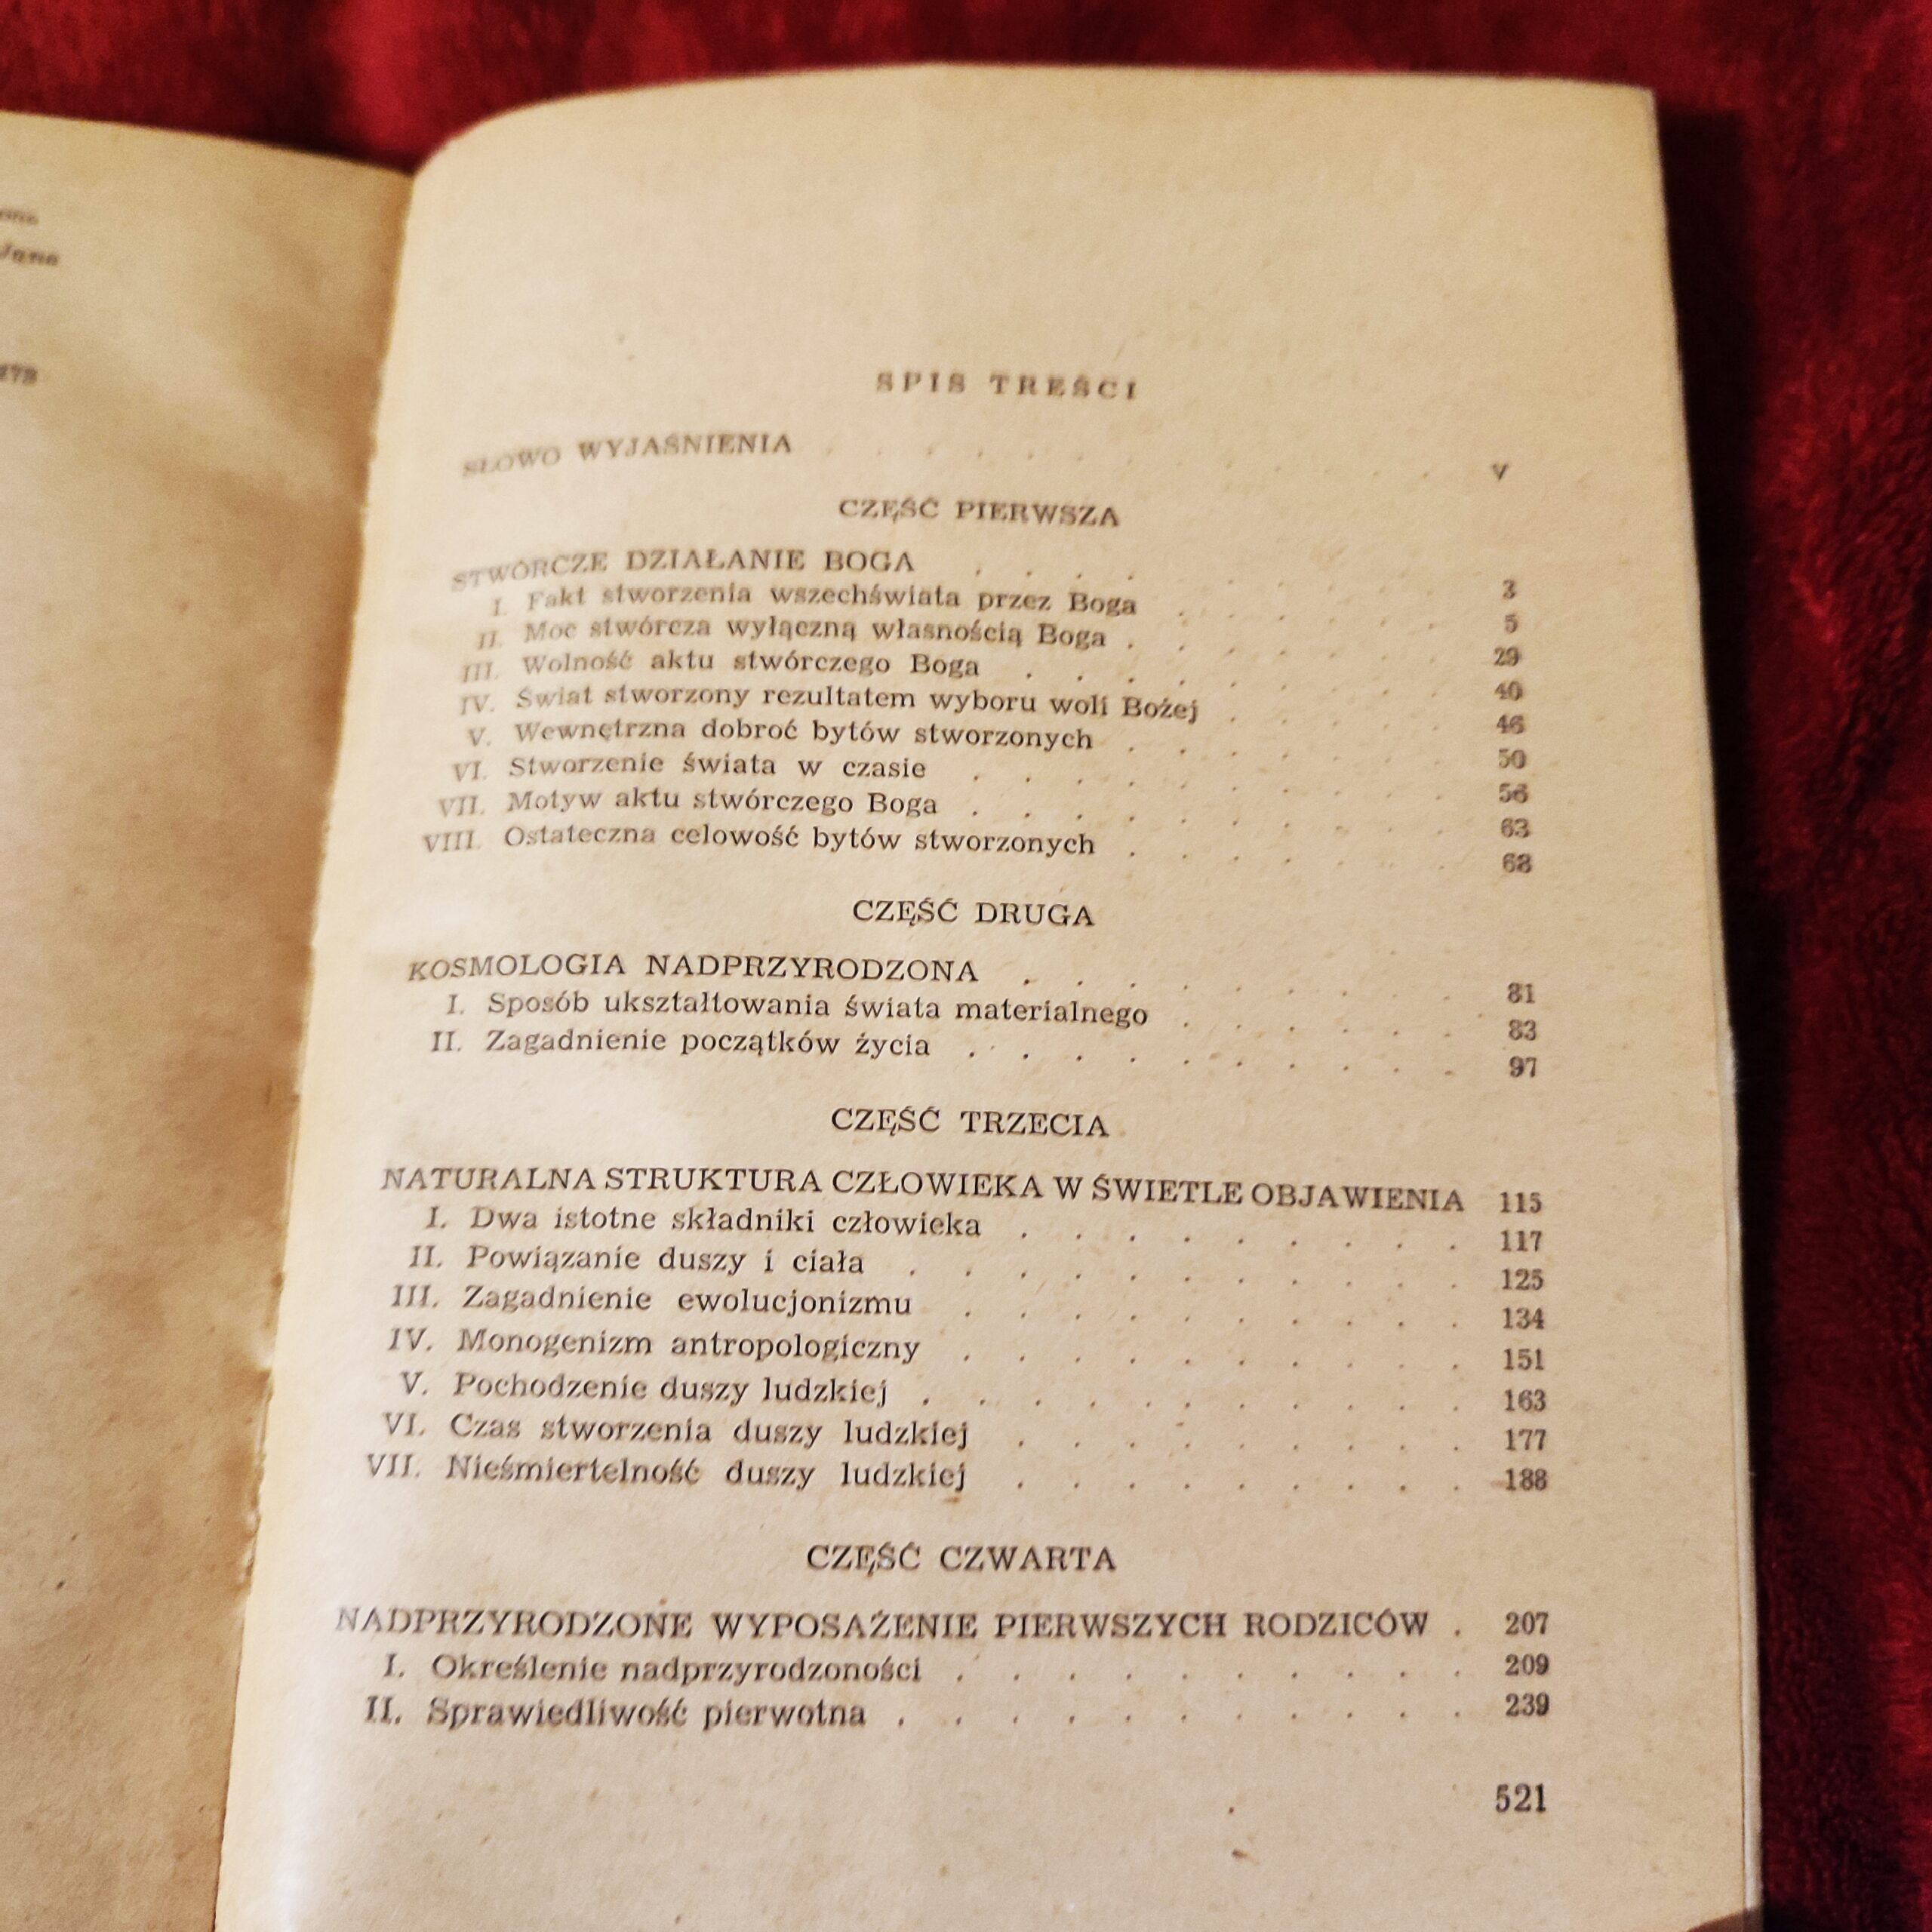 Jana
SPIS TREŚCI
SŁOWO WYJAŚNIENIA . . . . . . . . . . . . V
CZĘŚĆ PIERWSZA
STWÓRCZE DZIAŁANIE BOGA . . . . . . . . . 3
I. Fakt stworzenia wszechświata przez Boga . . . . . . 5
II. Moc stwórcza wyłączną własnością Boga . . . . . . . 29
III. Wolność aktu stwórczego Boga . . . . . . . . . 40
IV. Świat stworzony rezultatem wyboru woli Bożej . . . . . 46
V. Wewnętrzna dobroć bytów stworzonych . . . . . . . 50
VI. Stworzenie świata w czasie . . . . . . . . . . 56
VII. Motyw aktu stwórczego Boga . . . . . . . . . . 63
VIII. Ostateczna celowość bytów stworzonych . . . . . . . 68
CZĘŚĆ DRUGA
KOSMOLOGIA NADPRZYRODZONA . . . . . . . . . 81
I. Sposób ukształtowania świata materialnego . . . . . . 83
II. Zagadnienie początków życia . . . . . . . . . . 97
CZĘŚĆ TRZECIA
NATURALNA STRUKTURA CZŁOWIEKA W ŚWIETLE OBJAWIENIA 115
I. Dwa istotne składniki człowieka . . . . . . . . . 117
II. Powiązanie duszy i ciała . . . . . . . . . . . 125
III. Zagadnienie ewolucjonizmu . . . . . . . . . . 134
IV. Monogenizm antropologiczny . . . . . . . . . . 151
V. Pochodzenie duszy ludzkiej . . . . . . . . . . . 163
VI. Czas stworzenia duszy ludzkiej . . . . . . . . . 177
VII. Nieśmiertelność duszy ludzkiej . . . . . . . . . 188
CZĘŚĆ CZWARTA
NADPRZYRODZONE WYPOSAŻENIE PIERWSZYCH RODZICÓW . 207
I. Określenie nadprzyrodzoności . . . . . . . . . . 209
II. Sprawiedliwość pierwotna . . . . . . . . . . . 239
521